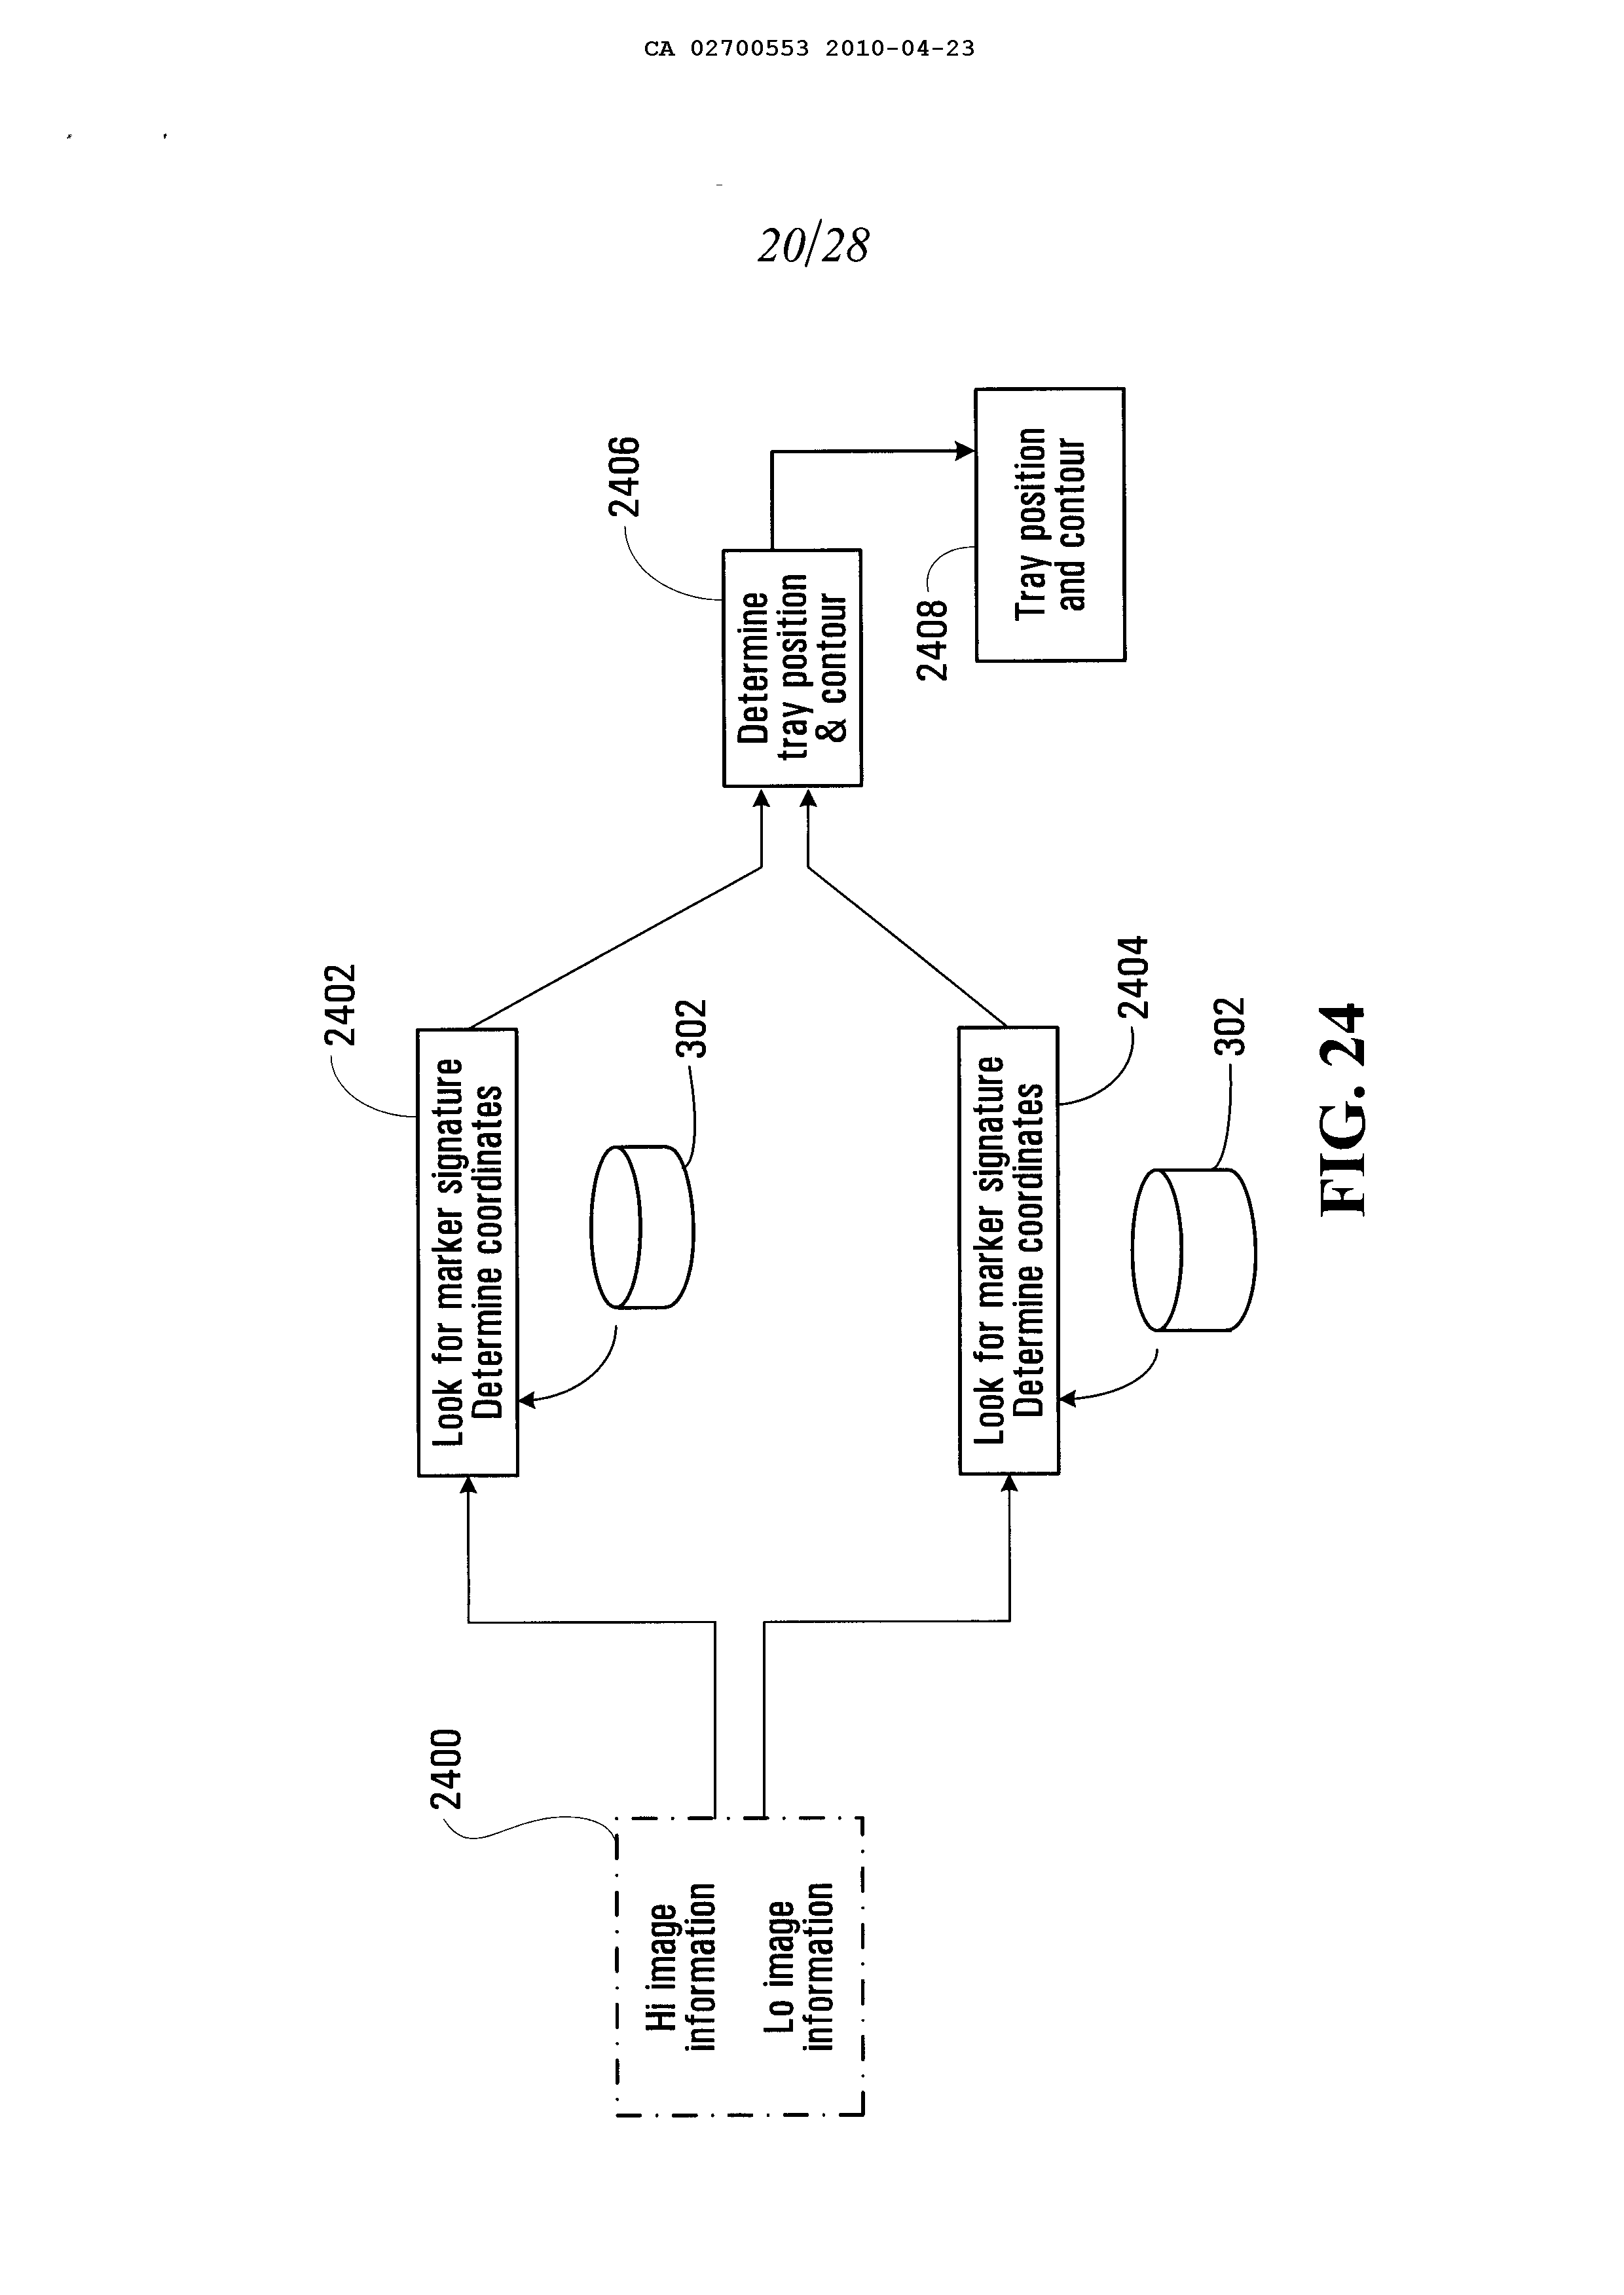 CA 02700553 2010-04-23
20/28
2400
Hi image
information
Lo image
information
2402
Look for marker signature
Determine coordinates
302
Look for marker signature
Determine coordinates
2404
302
2406
Determine
tray position
& contour
2408
Tray position
and contour
FIG. 24